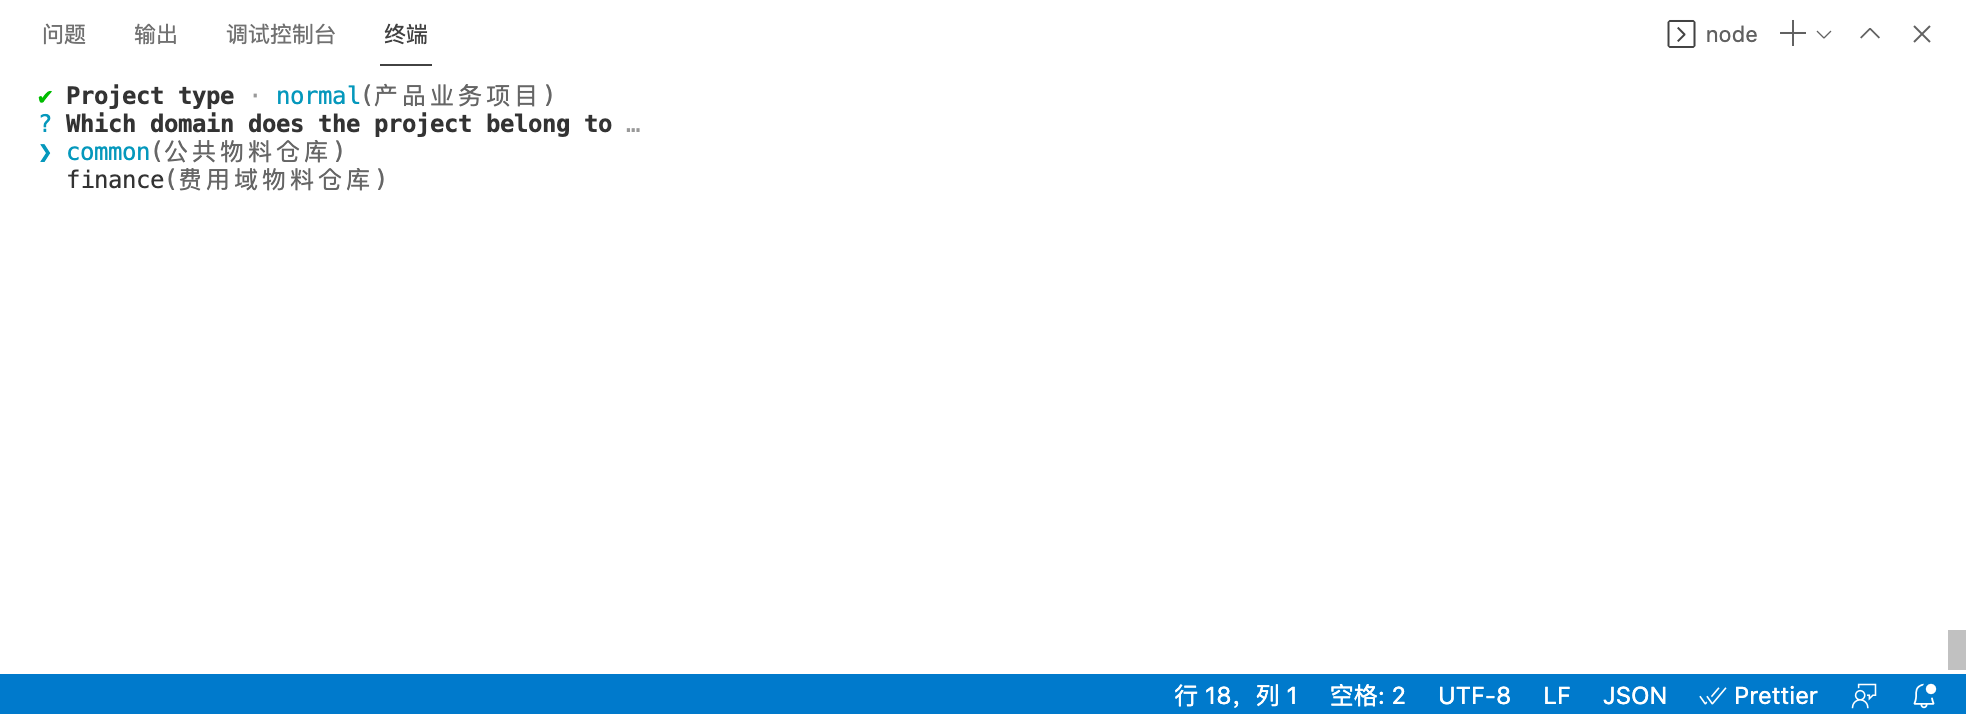 问题 输出 调试控制台 终端 node
✔ Project type · normal(产品业务项目)
? Which domain does the project belong to …
❯ common(公共物料仓库)
finance(费用域物料仓库)
行 18，列 1 空格: 2 UTF-8 LF JSON Prettier